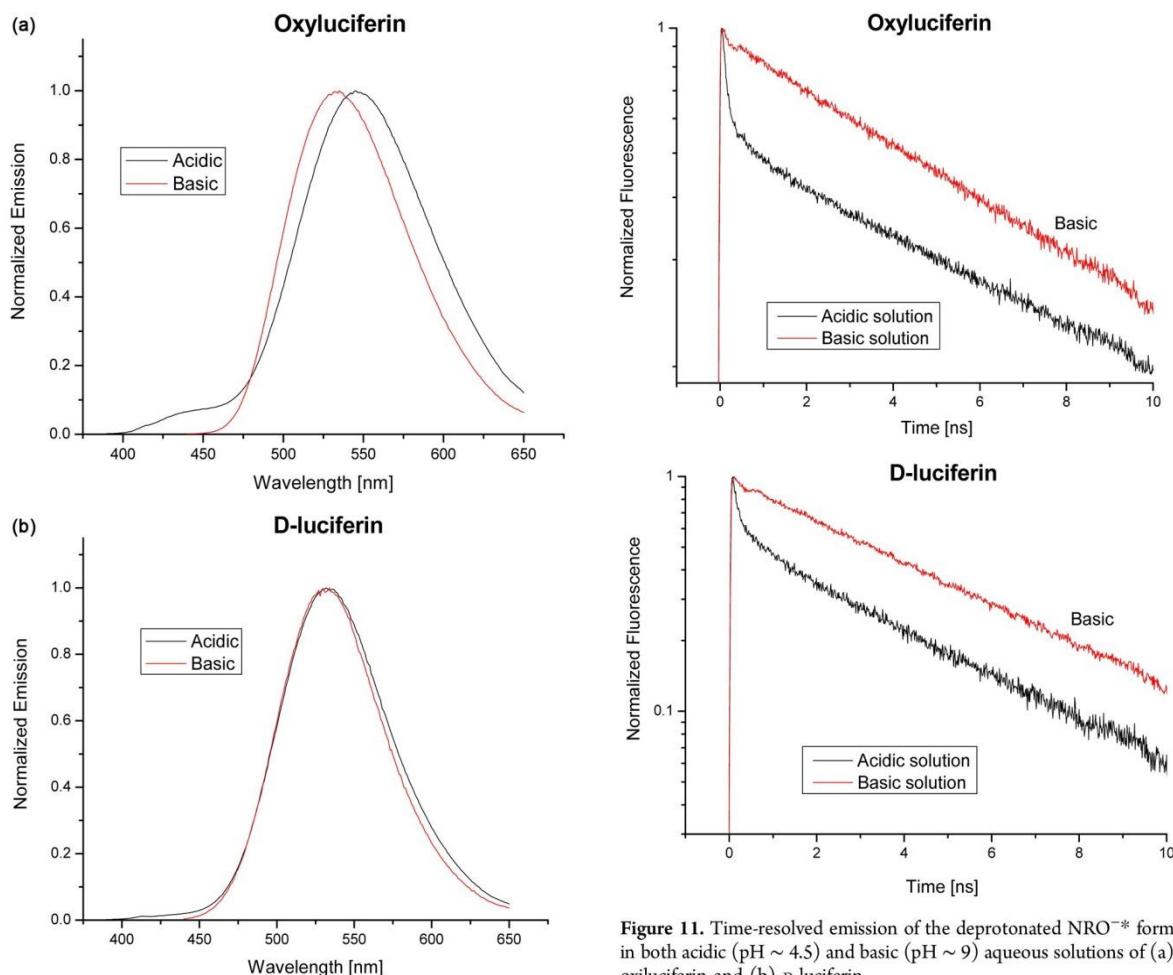 (a)
Oxyluciferin
1.0
0.8
0.6
0.4
0.2
0.0
Normalized Emission
Acidic
Basic
400 450 500 550 600 650
Wavelength [nm]
(b)
D-luciferin
1.0
0.8
0.6
0.4
0.2
0.0
Normalized Emission
Acidic
Basic
400 450 500 550 600 650
Wavelength [nm]
Oxyluciferin
1
Normalized Fluorescence
Basic
Acidic solution
Basic solution
0 2 4 6 8 10
Time [ns]
D-luciferin
1
0.1
Normalized Fluorescence
Basic
Acidic solution
Basic solution
0 2 4 6 8 10
Time [ns]
Figure 11. Time-resolved emission of the deprotonated NRO⁻* form
in both acidic (pH ~ 4.5) and basic (pH ~ 9) aqueous solutions of (a)